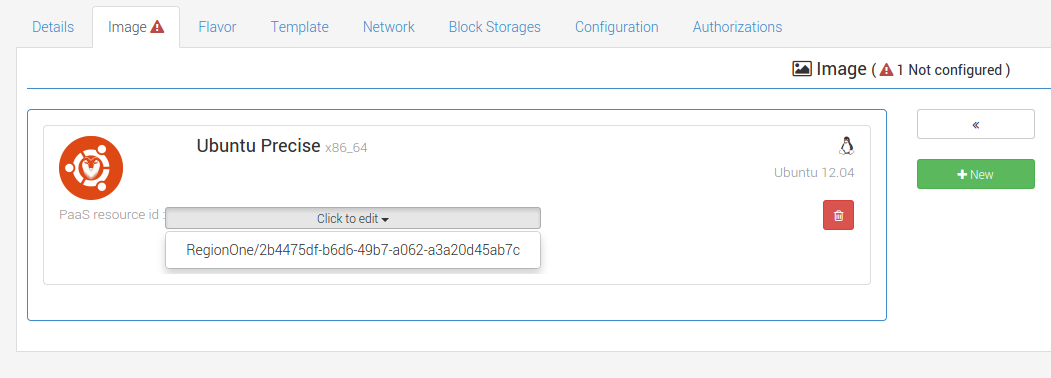 Details Image Flavor Template Network Block Storages Configuration Authorizations
Image ( 1 Not configured )
Ubuntu Precise x86_64
«
Ubuntu 12.04
New
PaaS resource id : Click to edit
RegionOne/2b4475df-b6d6-49b7-a062-a3a20d45ab7c